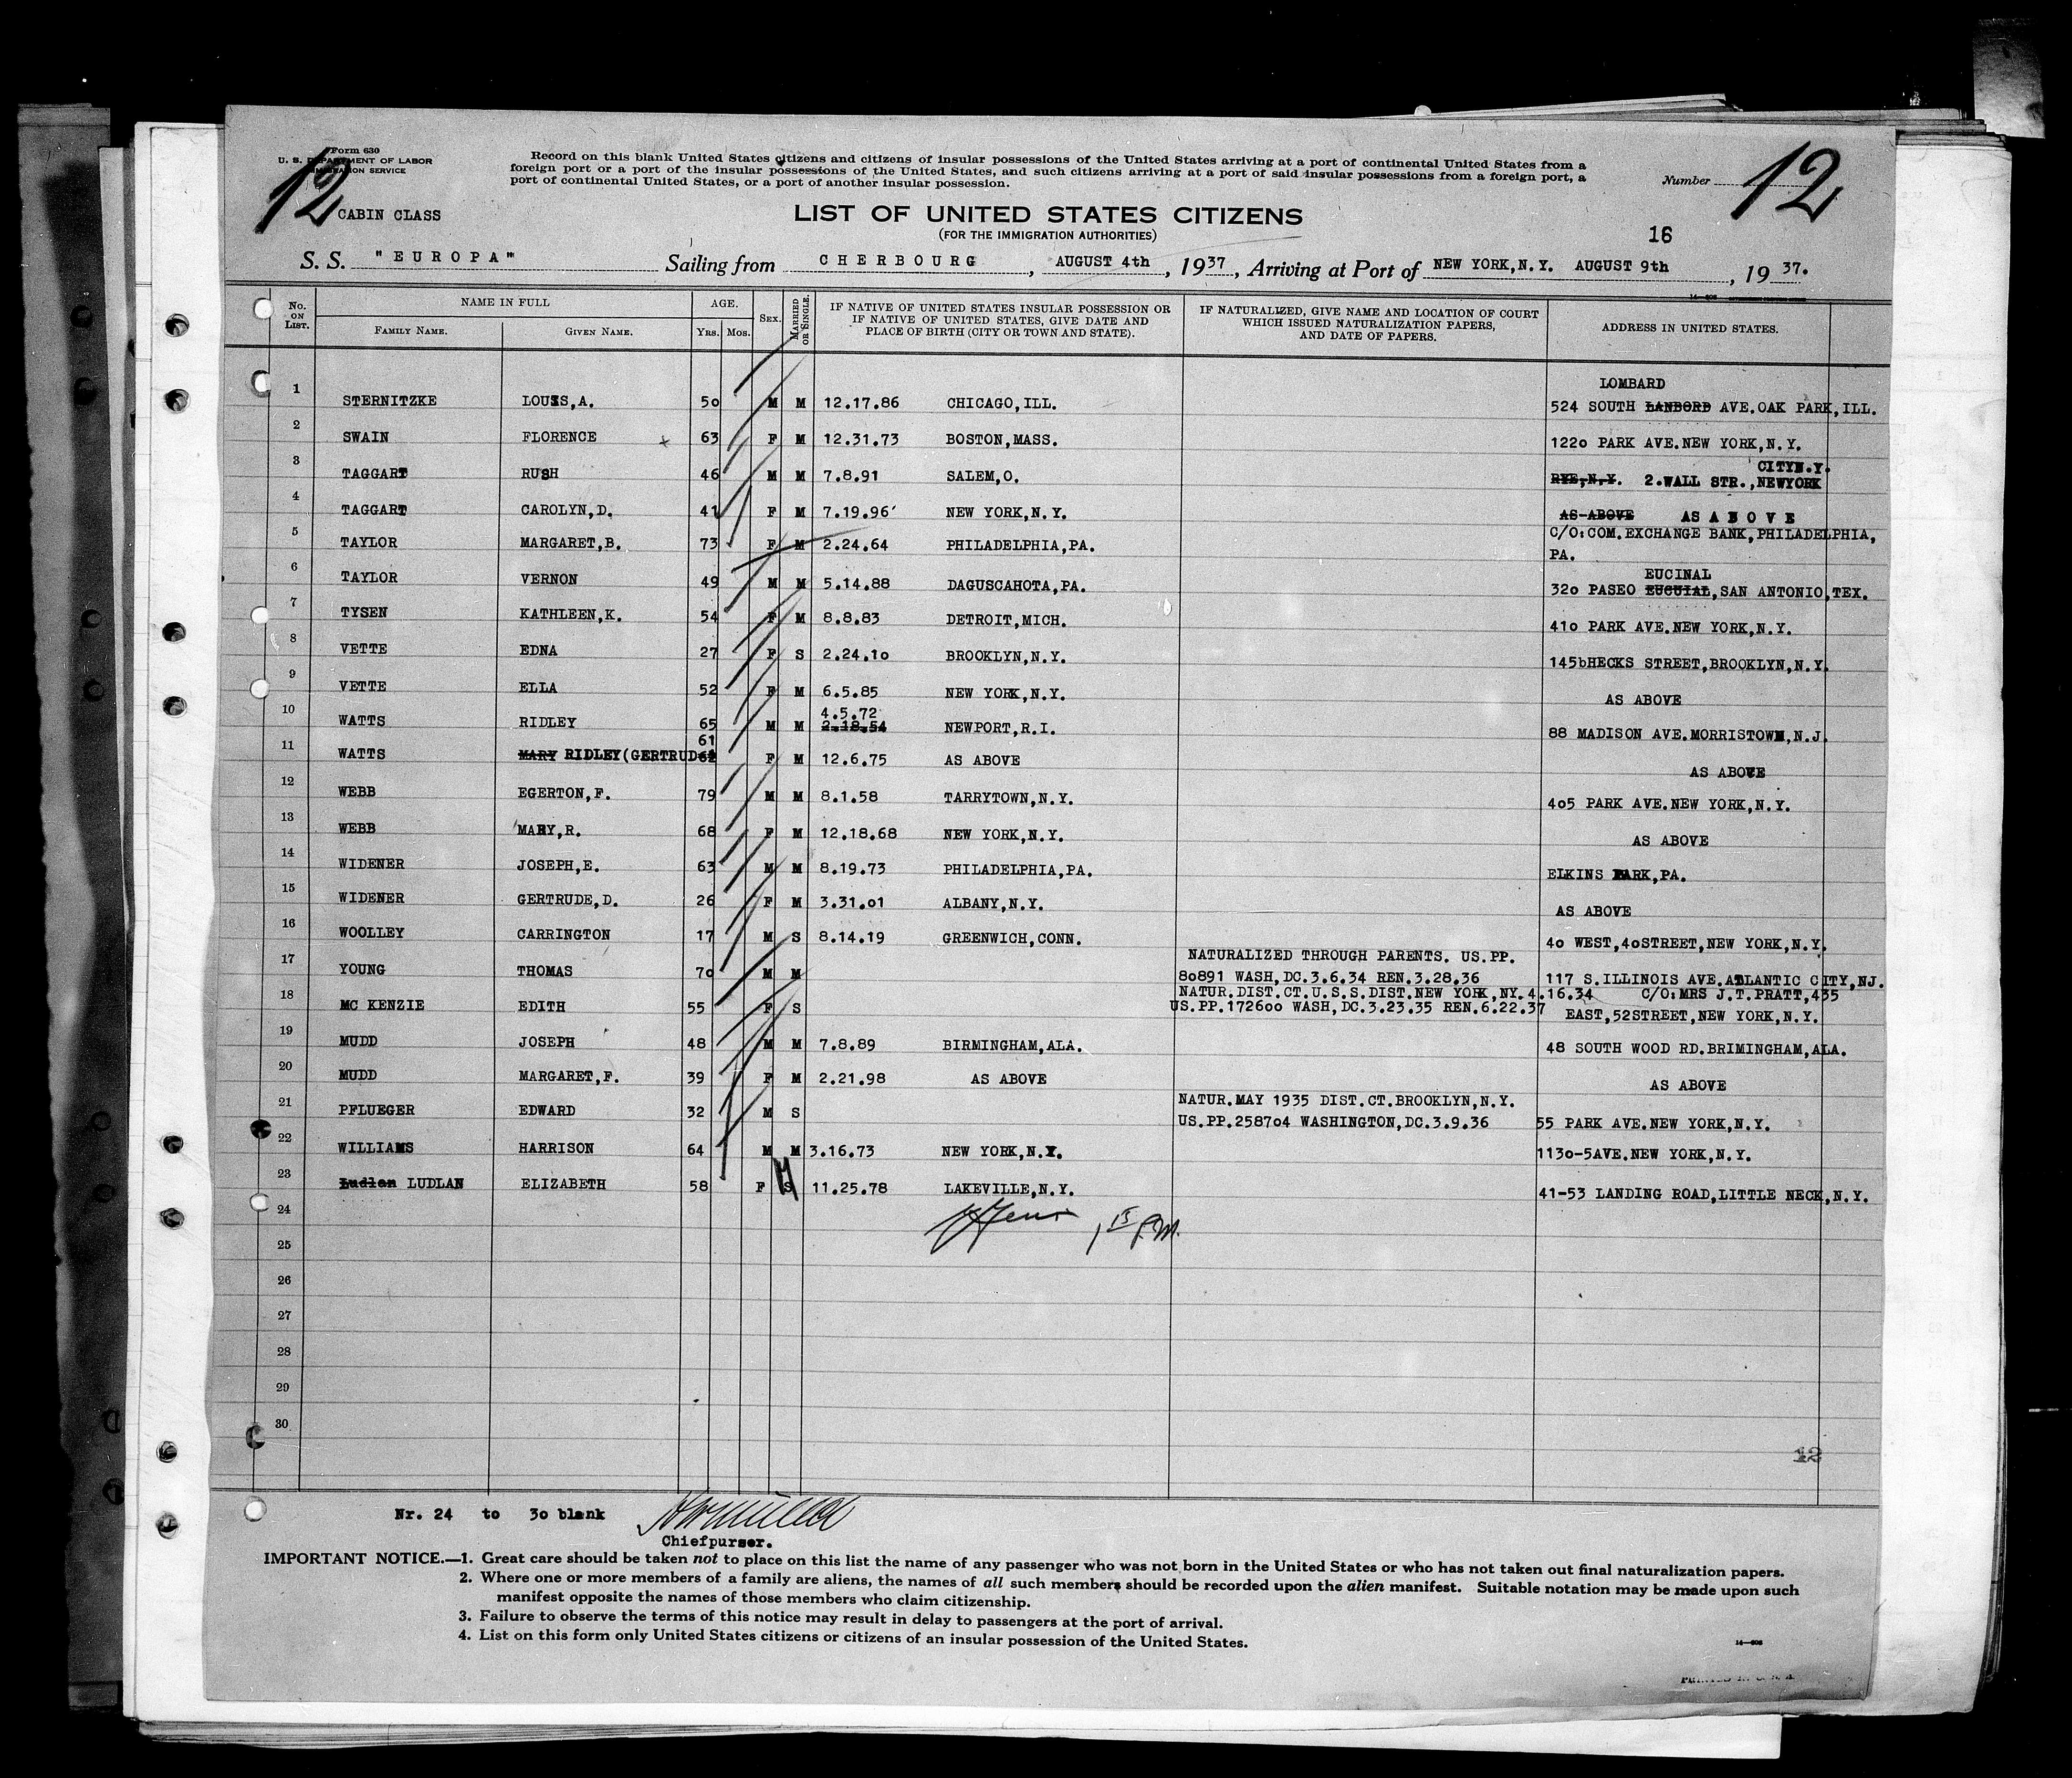 Form 630
U. S. DEPARTMENT OF LABOR
IMMIGRATION SERVICE
12
CABIN CLASS
Record on this blank United States citizens and citizens of insular possessions of the United States arriving at a port of continental United States from a
foreign port or a port of the insular possessions of the United States, and such citizens arriving at a port of said insular possessions from a foreign port, a
port of continental United States, or a port of another insular possession.
Number 12
LIST OF UNITED STATES CITIZENS
(FOR THE IMMIGRATION AUTHORITIES)
16
S. S. "EUROPA" Sailing from CHERBOURG, AUGUST 4th, 1937, Arriving at Port of NEW YORK,N.Y. AUGUST 9th, 1937.
No. ON LIST. NAME IN FULL AGE. Sex. MARRIED OR SINGLE. IF NATIVE OF UNITED STATES INSULAR POSSESSION OR IF NATIVE OF UNITED STATES, GIVE DATE AND PLACE OF BIRTH (CITY OR TOWN AND STATE). IF NATURALIZED, GIVE NAME AND LOCATION OF COURT WHICH ISSUED NATURALIZATION PAPERS, AND DATE OF PAPERS. ADDRESS IN UNITED STATES.
FAMILY NAME. GIVEN NAME. Yrs. Mos.
LOMBARD
1 STERNITZKE LOUIS,A. 50 M M 12.17.86 CHICAGO,ILL. 524 SOUTH LANBORD AVE.OAK PARK,ILL.
2 SWAIN FLORENCE 63 F M 12.31.73 BOSTON,MASS. 1220 PARK AVE.NEW YORK,N.Y.
CITYN.Y.
3 TAGGART RUSH 46 M M 7.8.91 SALEM,O. RYE,N.Y. 2.WALL STR.,NEWYORK
4 TAGGART CAROLYN,D. 41 F M 7.19.96 NEW YORK,N.Y. AS-ABOVE AS ABOVE
5 TAYLOR MARGARET,B. 73 F M 2.24.64 PHILADELPHIA,PA. C/O:COM.EXCHANGE BANK,PHILADELPHIA,
PA.
EUCINAL
6 TAYLOR VERNON 49 M M 5.14.88 DAGUSCAHOTA,PA. 320 PASEO EUCUIAL,SAN ANTONIO,TEX.
7 TYSEN KATHLEEN,K. 54 F M 8.8.83 DETROIT,MICH. 410 PARK AVE.NEW YORK,N.Y.
8 VETTE EDNA 27 F S 2.24.10 BROOKLYN,N.Y. 145bHECKS STREET,BROOKLYN,N.Y.
9 VETTE ELLA 52 F M 6.5.85 NEW YORK,N.Y. AS ABOVE
4.5.72
10 WATTS RIDLEY 65 M M 2.18.54 NEWPORT,R.I. 88 MADISON AVE.MORRISTOWN,N.J.
61
11 WATTS MARY RIDLEY(GERTRUD 62 F M 12.6.75 AS ABOVE AS ABOVE
12 WEBB EGERTON,F. 79 M M 8.1.58 TARRYTOWN,N.Y. 405 PARK AVE.NEW YORK,N.Y.
13 WEBB MARY,R. 68 F M 12.18.68 NEW YORK,N.Y. AS ABOVE
14 WIDENER JOSEPH,E. 63 M M 8.19.73 PHILADELPHIA,PA. ELKINS PARK,PA.
15 WIDENER GERTRUDE,D. 26 F M 3.31.01 ALBANY,N.Y. AS ABOVE
16 WOOLLEY CARRINGTON 17 M S 8.14.19 GREENWICH,CONN. 40 WEST,40STREET,NEW YORK,N.Y.
NATURALIZED THROUGH PARENTS. US.PP.
17 YOUNG THOMAS 70 M M 80891 WASH,DC.3.6.34 REN.3.28.36 117 S.ILLINOIS AVE.ATLANTIC CITY,NJ.
NATUR.DIST.CT.U.S.S.DIST.NEW YORK,NY.4.16.34 C/O:MRS J.T.PRATT,435
18 MC KENZIE EDITH 55 F S US.PP.172600 WASH,DC.3.23.35 REN.6.22.37 EAST,52STREET,NEW YORK,N.Y.
19 MUDD JOSEPH 48 M M 7.8.89 BIRMINGHAM,ALA. 48 SOUTH WOOD RD.BRIMINGHAM,ALA.
20 MUDD MARGARET,F. 39 F M 2.21.98 AS ABOVE AS ABOVE
NATUR.MAY 1935 DIST.CT.BROOKLYN,N.Y.
21 PFLUEGER EDWARD 32 M S US.PP.258704 WASHINGTON,DC.3.9.36 55 PARK AVE.NEW YORK,N.Y.
22 WILLIAMS HARRISON 64 M M 3.16.73 NEW YORK,N.Y. 1130-5AVE.NEW YORK,N.Y.
23 Ludlan LUDLAN ELIZABETH 58 F S M 11.25.78 LAKEVILLE,N.Y. 41-53 LANDING ROAD,LITTLE NECK,N.Y.
24
1 15 P.M.
25
26
27
28
29
30
12
Nr. 24 to 30 blank
Chiefpurser.
IMPORTANT NOTICE.—1. Great care should be taken not to place on this list the name of any passenger who was not born in the United States or who has not taken out final naturalization papers.
2. Where one or more members of a family are aliens, the names of all such members should be recorded upon the alien manifest. Suitable notation may be made upon such
manifest opposite the names of those members who claim citizenship.
3. Failure to observe the terms of this notice may result in delay to passengers at the port of arrival.
4. List on this form only United States citizens or citizens of an insular possession of the United States.